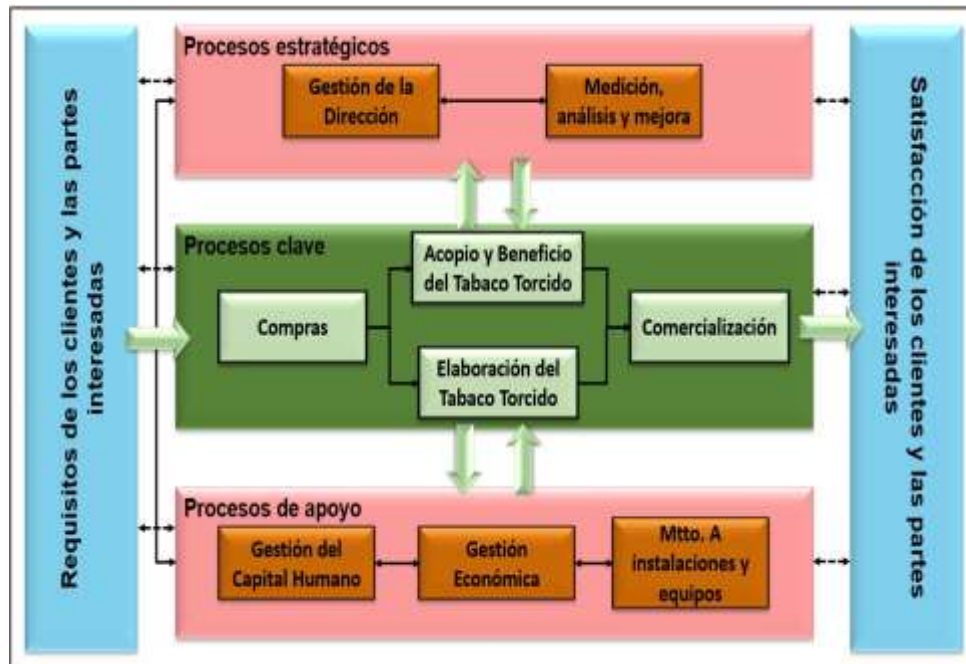 Requisitos de los clientes y las partes
interesadas
Procesos estratégicos
Gestión de la
Dirección
Medición,
análisis y mejora
Procesos clave
Compras
Acopio y Beneficio
del Tabaco Torcido
Elaboración del
Tabaco Torcido
Comercialización
Procesos de apoyo
Gestión del
Capital Humano
Gestión
Económica
Mtto. A
instalaciones y
equipos
Satisfacción de los clientes y las partes
interesadas